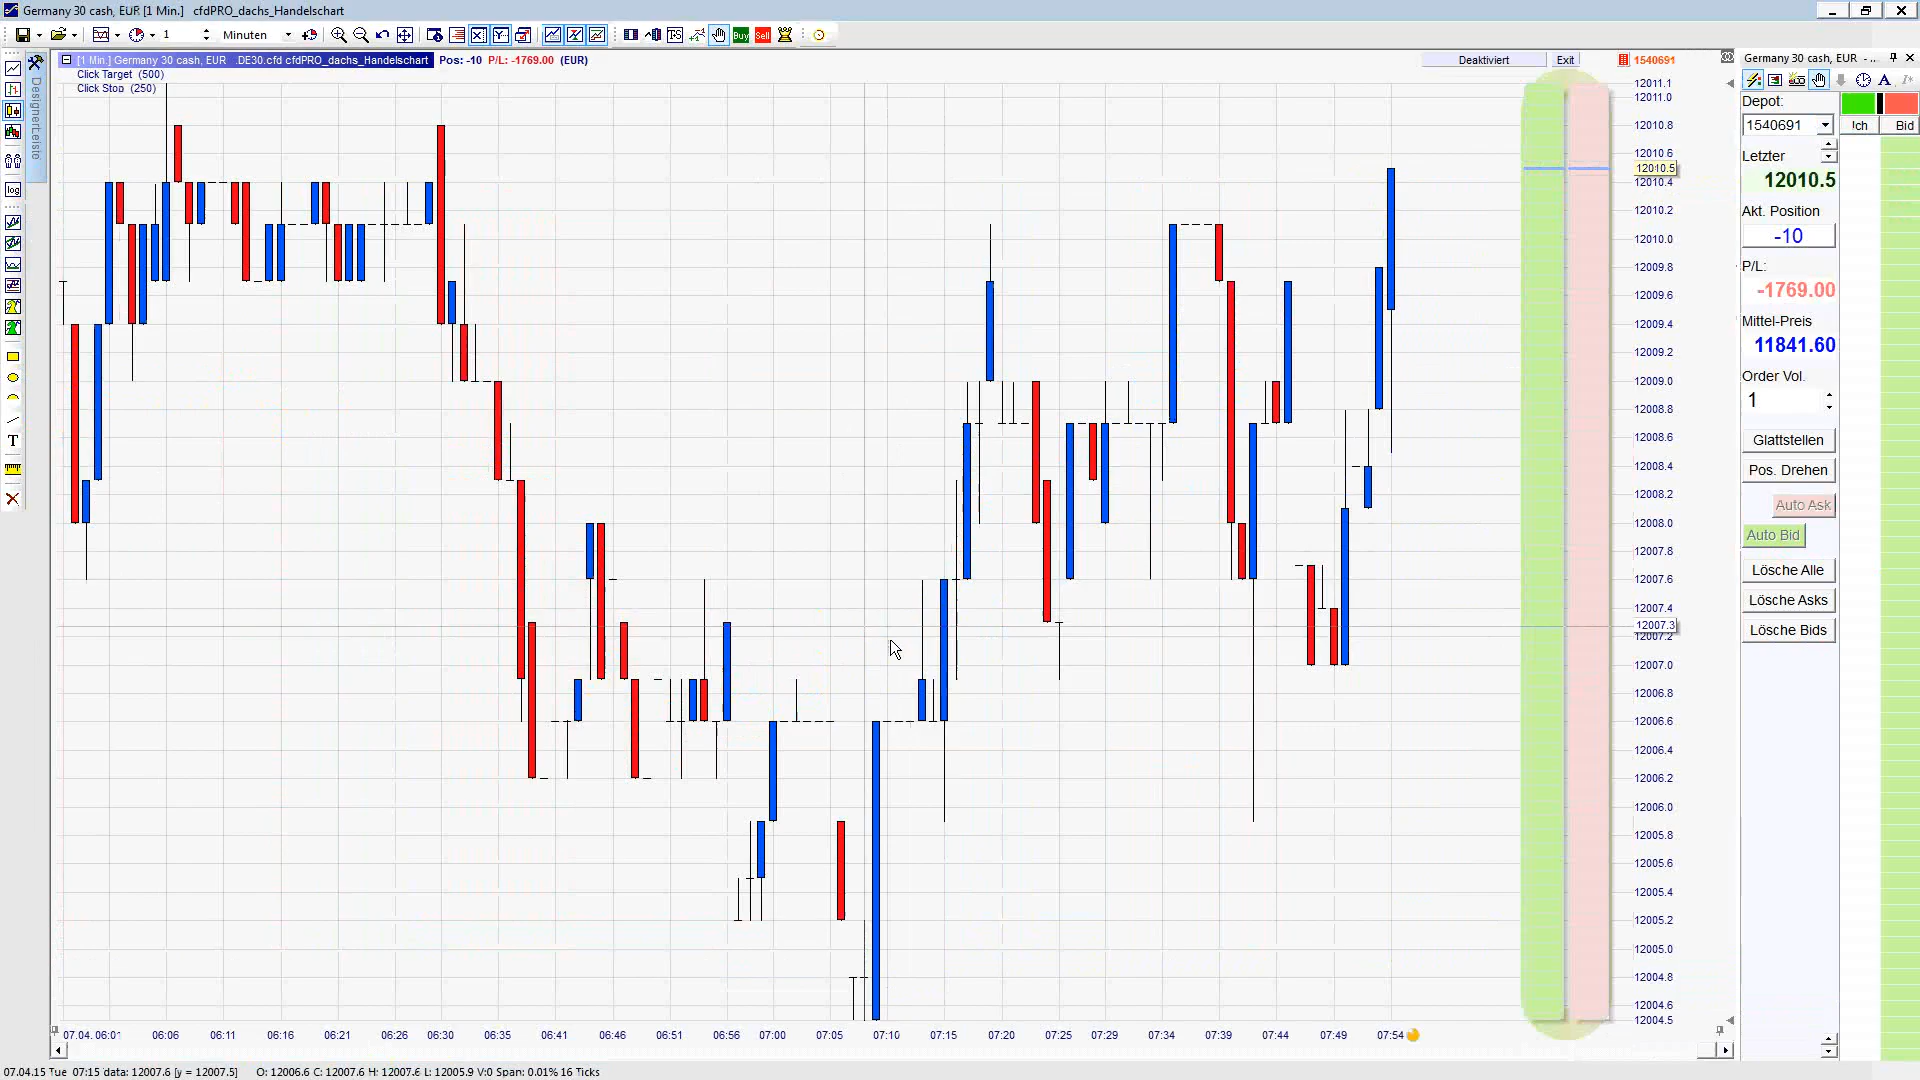 Germany 30 cash, EUR [1 Min.] cfdPRO_dachs_Handelschart
1 Minuten Buy Sell
[1 Min.] Germany 30 cash, EUR .DE30.cfd cfdPRO_dachs_Handelschart Pos: -10 P/L: -1769.00 (EUR)
Deaktiviert Exit 1540691
Click Target (500)
Click Stop (250)
DesignerLeiste
log
T
12011.1
12011.0
12010.8
12010.6
12010.5
12010.4
12010.2
12010.0
12009.8
12009.6
12009.4
12009.2
12009.0
12008.8
12008.6
12008.4
12008.2
12008.0
12007.8
12007.6
12007.4
12007.3
12007.2
12007.0
12006.8
12006.6
12006.4
12006.2
12006.0
12005.8
12005.6
12005.4
12005.2
12005.0
12004.8
12004.6
12004.5
07.04. 06:01 06:06 06:11 06:16 06:21 06:26 06:30 06:35 06:41 06:46 06:51 06:56 07:00 07:05 07:10 07:15 07:20 07:25 07:29 07:34 07:39 07:44 07:49 07:54
Germany 30 cash, EUR - ...
A
Depot:
1540691 Bid
Letzter
12010.5
Akt. Position
-10
P/L:
-1769.00
Mittel-Preis
11841.60
Order Vol.
1
Glattstellen
Pos. Drehen
Auto Ask
Auto Bid
Lösche Alle
Lösche Asks
Lösche Bids
07.04.15 Tue 07:15 data: 12007.6 [y = 12007.5] O: 12006.6 C: 12007.6 H: 12007.6 L: 12005.9 V:0 Span: 0.01% 16 Ticks